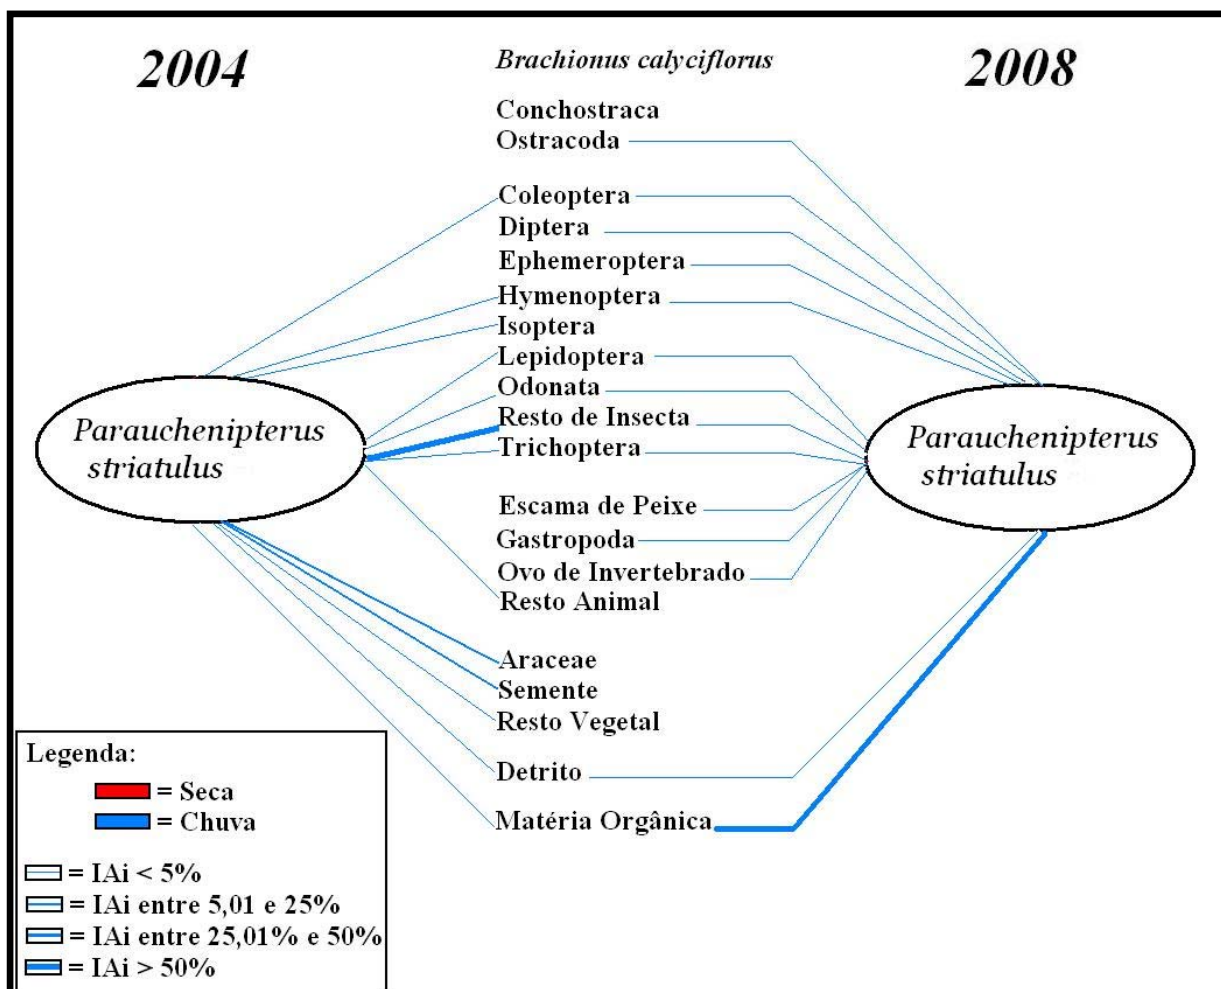 2004
Brachionus calyciflorus
2008
Conchostraca
Ostracoda
Coleoptera
Diptera
Ephemeroptera
Hymenoptera
Isoptera
Lepidoptera
Odonata
Resto de Insecta
Trichoptera
Parauchenipterus
striatulus
Parauchenipterus
striatulus
Escama de Peixe
Gastropoda
Ovo de Invertebrado
Resto Animal
Araceae
Semente
Resto Vegetal
Detrito
Matéria Orgânica
Legenda:
= Seca
= Chuva
= IAi < 5%
= IAi entre 5,01 e 25%
= IAi entre 25,01% e 50%
= IAi > 50%